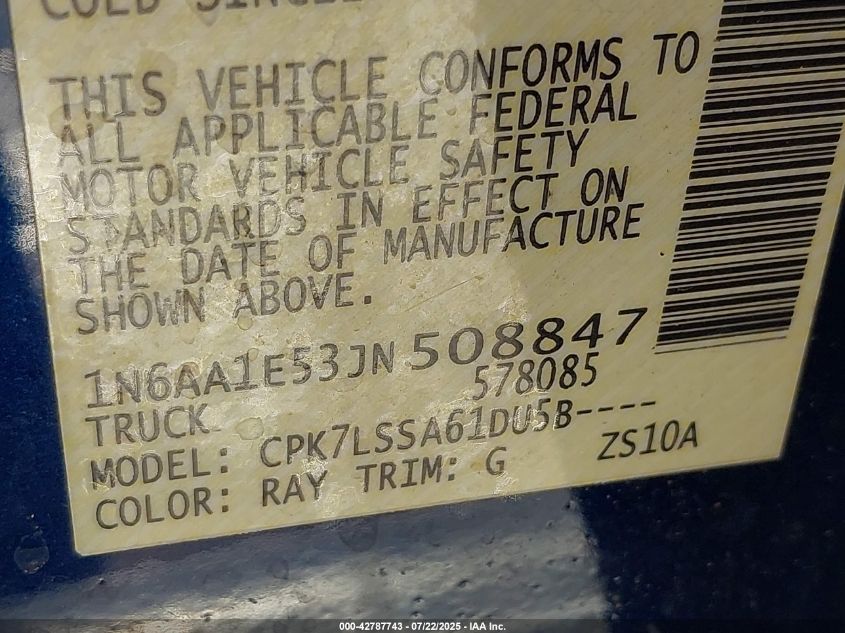 COLD
THIS VEHICLE CONFORMS TO
ALL APPLICABLE FEDERAL
MOTOR VEHICLE SAFETY
STANDARDS IN EFFECT ON
THE DATE OF MANUFACTURE
SHOWN ABOVE.
1N6AA1E53JN508847
578085
TRUCK
MODEL: CPK7LSSA61DU5B----
COLOR: RAY TRIM: G ZS10A
000-42787743 / 07/22/2025 - IAA Inc.